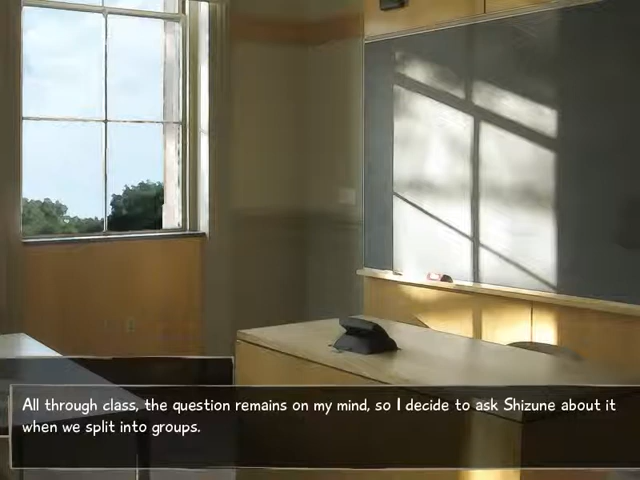 All through class, the question remains on my mind, so I decide to ask Shizune about it
when we split into groups.